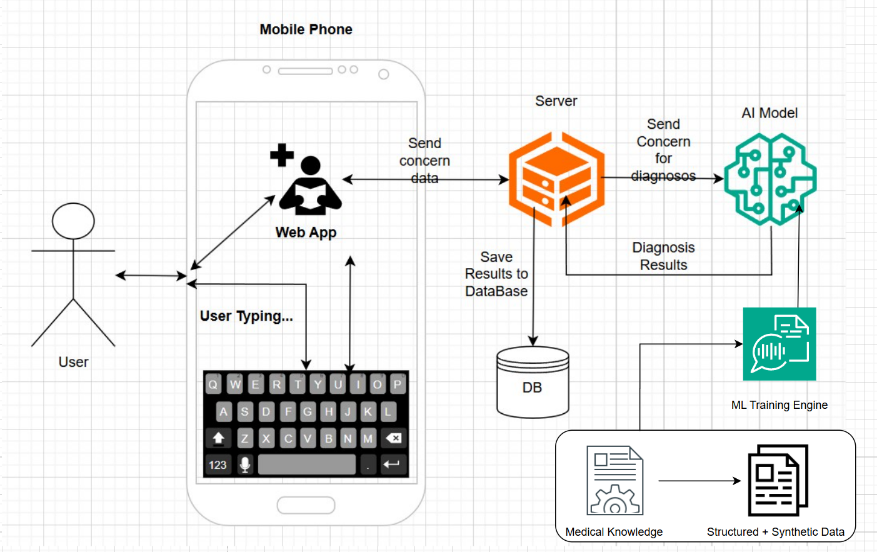 Mobile Phone
Server
AI Model
Send
concern
data
Send
Concern
for
diagnosos
Web App
Save
Results to
DataBase
Diagnosis
Results
User Typing...
User
Q W E R T Y U I O P
A S D F G H J K L
Z X C V B N M
123 .
DB
ML Training Engine
Medical Knowledge
Structured + Synthetic Data